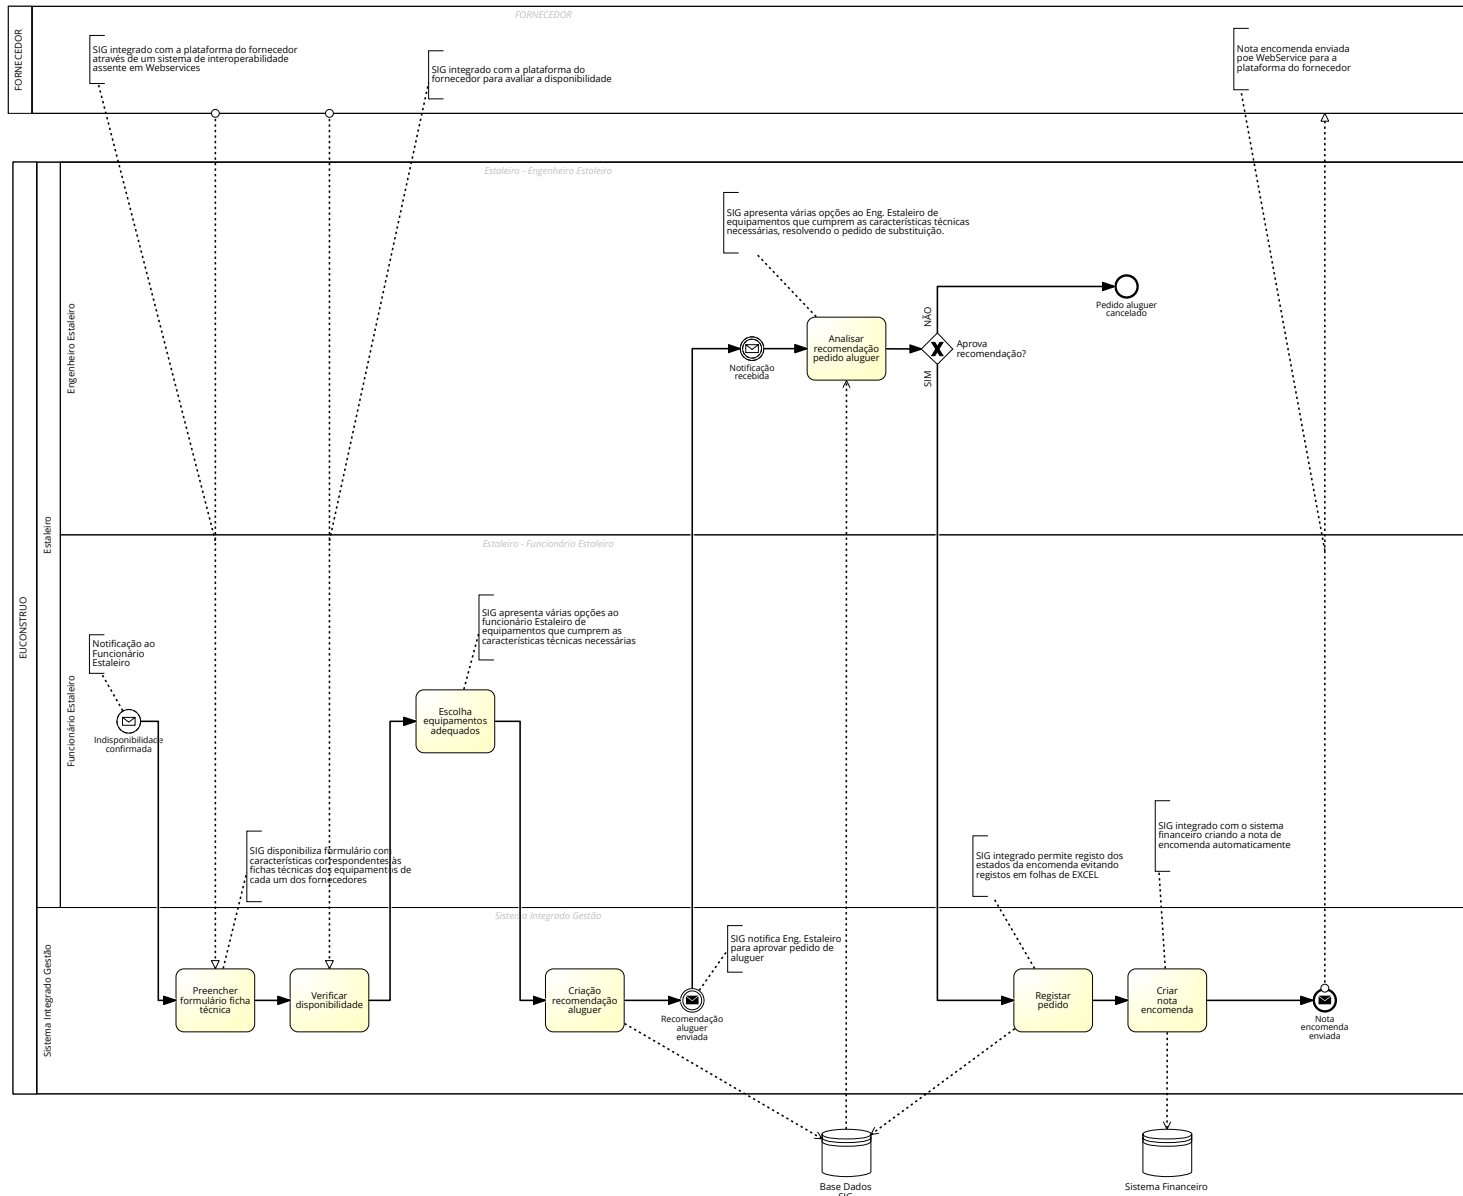 FORNECEDOR
FORNECEDOR
SIG integrado com a plataforma do fornecedor
através de um sistema de interoperabilidade
assente em Webservices
SIG integrado com a plataforma do
fornecedor para avaliar a disponibilidade
Nota encomenda enviada
poe WebService para a
plataforma do fornecedor
EUCONSTRUO
Estaleiro
Engenheiro Estaleiro
Estaleiro - Engenheiro Estaleiro
SIG apresenta várias opções ao Eng. Estaleiro de
equipamentos que cumprem as características técnicas
necessárias, resolvendo o pedido de substituição.
Notificação
recebida
Analisar
recomendação
pedido aluguer
NÃO
SIM
Aprova
recomendação?
Pedido aluguer
cancelado
Funcionário Estaleiro
Estaleiro - Funcionário Estaleiro
Notificação ao
Funcionário
Estaleiro
Indisponibilidade
confirmada
SIG apresenta várias opções ao
funcionário Estaleiro de
equipamentos que cumprem as
características técnicas necessárias
Escolha
equipamentos
adequados
SIG disponibiliza formulário com
características correspondentes às
fichas técnicas dos equipamentos de
cada um dos fornecedores
SIG integrado permite registo dos
estados da encomenda evitando
registos em folhas de EXCEL
SIG integrado com o sistema
financeiro criando a nota de
encomenda automaticamente
Sistema Integrado Gestão
Sistema Integrado Gestão
Preencher
formulário ficha
técnica
Verificar
disponibilidade
Criação
recomendação
aluguer
Recomendação
aluguer
enviada
SIG notifica Eng. Estaleiro
para aprovar pedido de
aluguer
Registar
pedido
Criar
nota
encomenda
Nota
encomenda
enviada
Base Dados
SIG
Sistema Financeiro